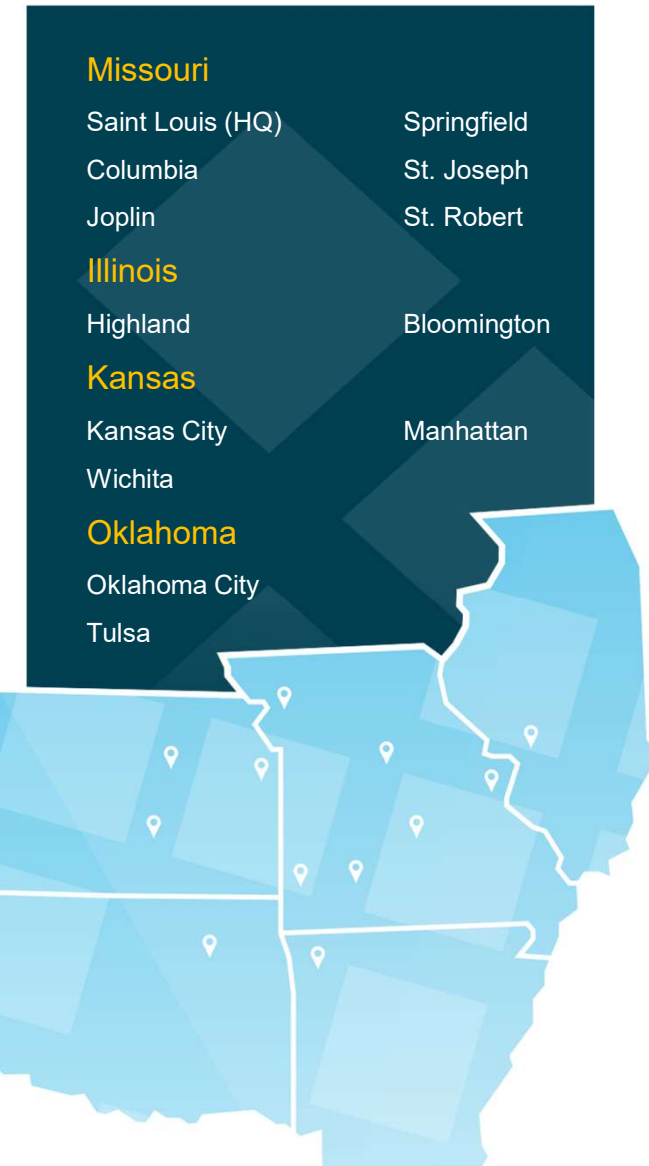 Missouri
Saint Louis (HQ) Springfield
Columbia St. Joseph
Joplin St. Robert
Illinois
Highland Bloomington
Kansas
Kansas City Manhattan
Wichita
Oklahoma
Oklahoma City
Tulsa